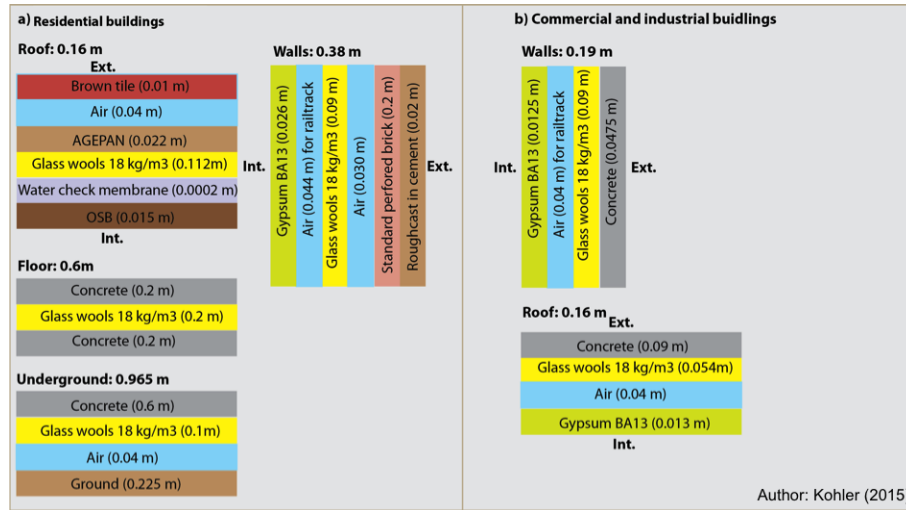 a) Residential buildings
Roof: 0.16 m
Ext.
Brown tile (0.01 m)
Air (0.04 m)
AGEPAN (0.022 m)
Glass wools 18 kg/m3 (0.112m)
Water check membrane (0.0002 m)
OSB (0.015 m)
Int.
Floor: 0.6m
Concrete (0.2 m)
Glass wools 18 kg/m3 (0.2 m)
Concrete (0.2 m)
Underground: 0.965 m
Concrete (0.6 m)
Glass wools 18 kg/m3 (0.1m)
Air (0.04 m)
Ground (0.225 m)
Walls: 0.38 m
Int.
Gypsum BA13 (0.026 m)
Air (0.044 m) for railtrack
Glass wools 18 kg/m3 (0.09 m)
Air (0.030 m)
Standard perfored brick (0.2 m)
Roughcast in cement (0.02 m)
Ext.
b) Commercial and industrial buidlings
Walls: 0.19 m
Int.
Gypsum BA13 (0.0125 m)
Air (0.04 m) for railtrack
Glass wools 18 kg/m3 (0.09 m)
Concrete (0.0475 m)
Ext.
Roof: 0.16 m
Ext.
Concrete (0.09 m)
Glass wools 18 kg/m3 (0.054m)
Air (0.04 m)
Gypsum BA13 (0.013 m)
Int.
Author: Kohler (2015)